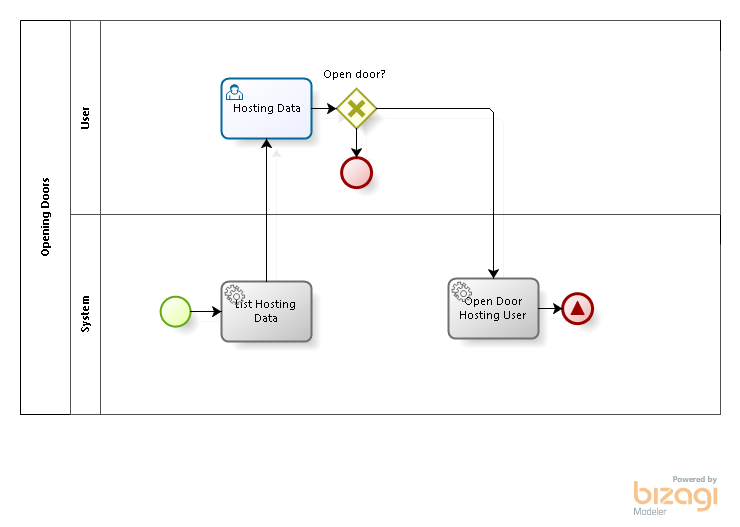 Opening Doors
User
Open door?
Hosting Data
System
List Hosting
Data
Open Door
Hosting User
Powered by
bizagi
Modeler